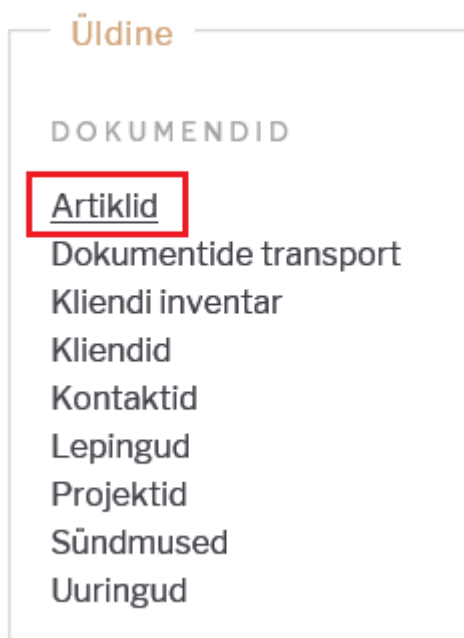 Üldine
DOKUMENDID
Artiklid
Dokumentide transport
Kliendi inventar
Kliendid
Kontaktid
Lepingud
Projektid
Sündmused
Uuringud